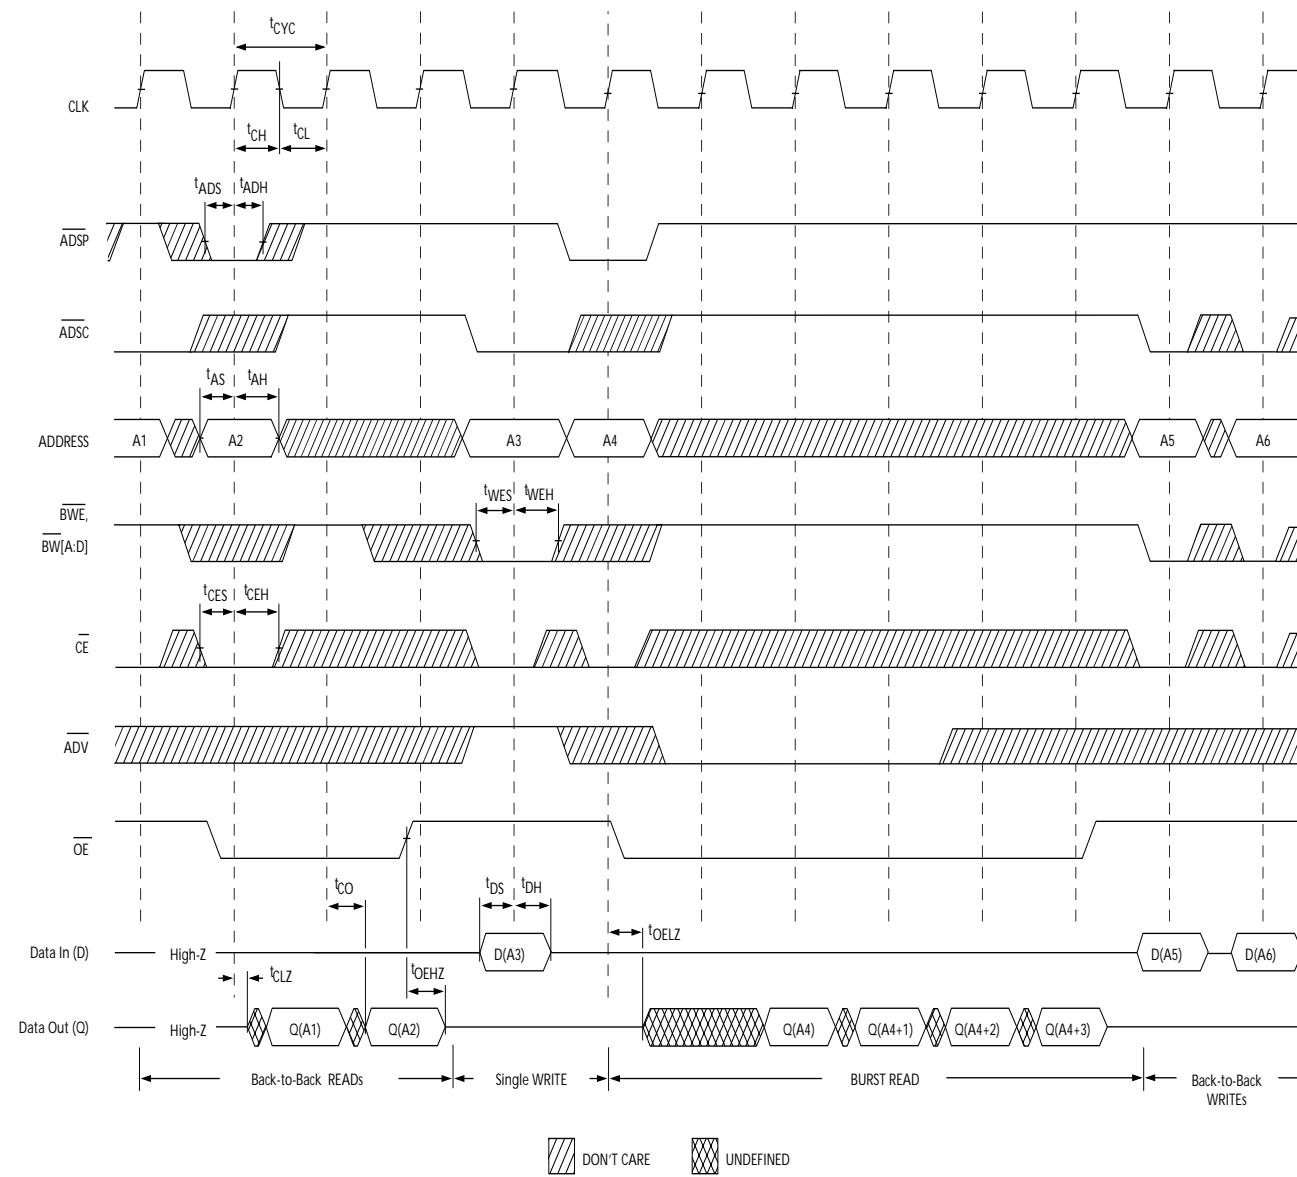 tCYC
CLK
tCH tCL
tADS tADH
ADSP
ADSC
tAS tAH
ADDRESS A1 A2 A3 A4 A5 A6
tWES tWEH
BWE,
BW[A:D]
tCES tCEH
CE
ADV
OE
tCO tDS tDH
tOELZ
Data In (D) High-Z D(A3) D(A5) D(A6)
tCLZ tOEHZ
Data Out (Q) High-Z Q(A1) Q(A2) Q(A4) Q(A4+1) Q(A4+2) Q(A4+3)
Back-to-Back READs Single WRITE BURST READ Back-to-Back
WRITEs
DON'T CARE UNDEFINED